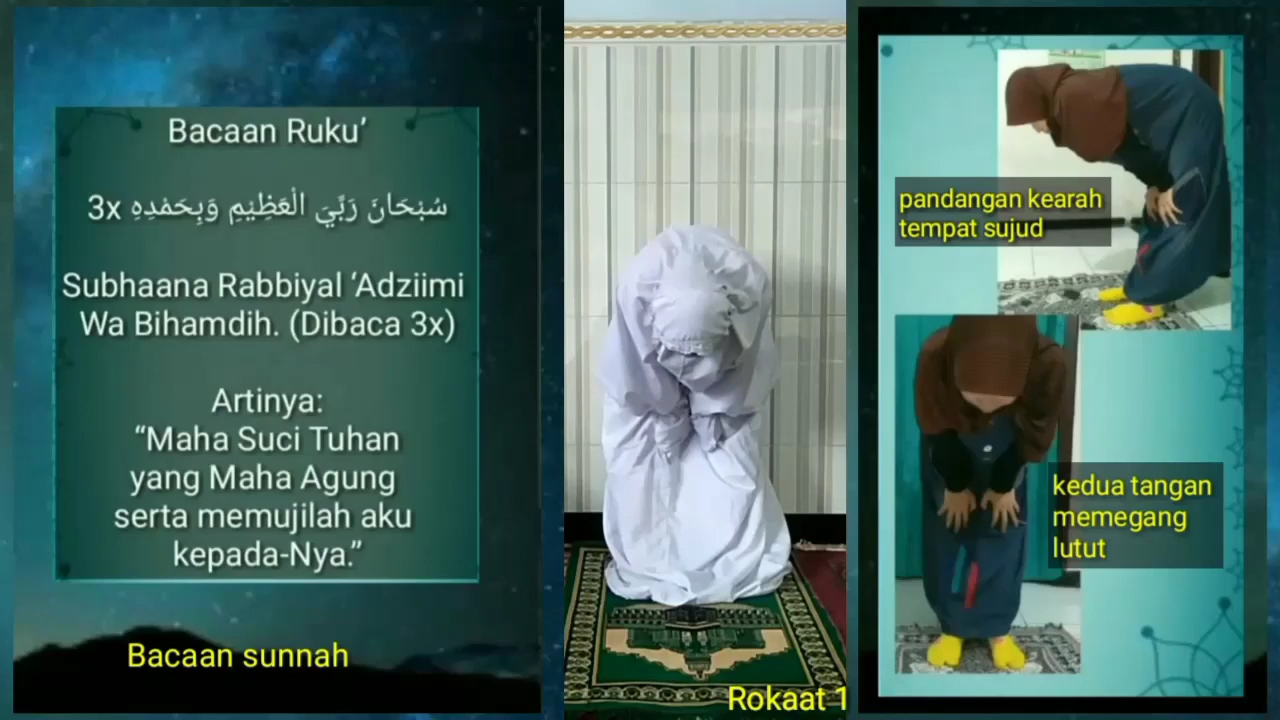 Bacaan Ruku’
سُبْحَانَ رَبِّيَ الْعَظِيْمِ وَبِحَمْدِهِ 3x
Subhaana Rabbiyal ‘Adziimi
Wa Bihamdih. (Dibaca 3x)
Artinya:
“Maha Suci Tuhan
yang Maha Agung
serta memujilah aku
kepada-Nya.”
Bacaan sunnah
Rokaat 1
pandangan kearah
tempat sujud
kedua tangan
memegang
lutut